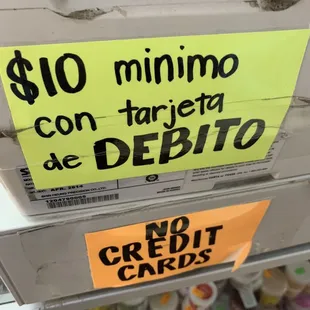 $10 minimo
con tarjeta
de DEBITO
NO
CREDIT
CARDS